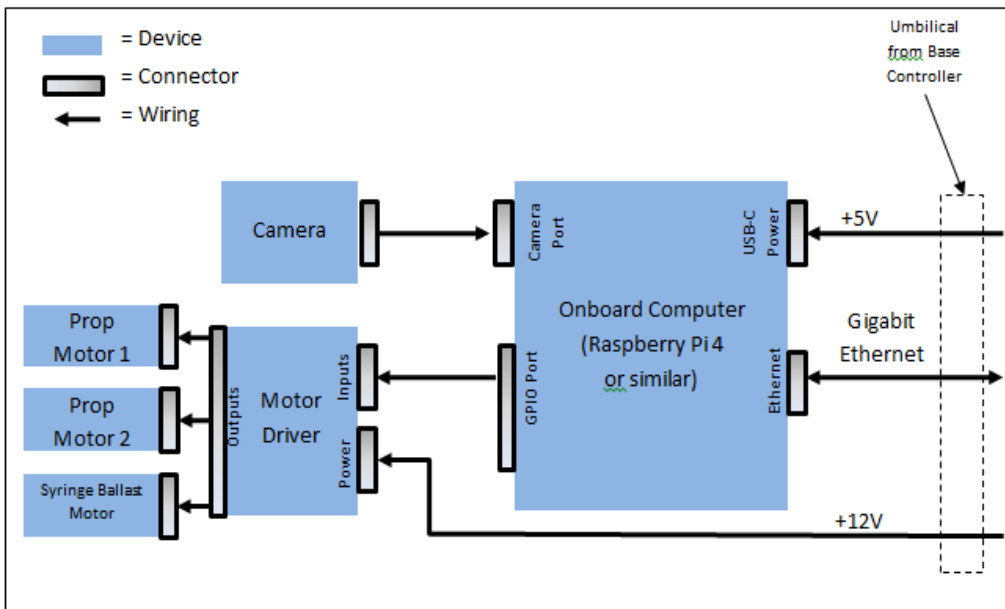 = Device
= Connector
= Wiring
Umbilical
from Base
Controller
Camera
Camera
Port
USB-C
Power
+5V
Onboard Computer
(Raspberry Pi 4
or similar)
Gigabit
Ethernet
Ethernet
GPIO Port
Prop
Motor 1
Prop
Motor 2
Syringe Ballast
Motor
Outputs
Motor
Driver
Inputs
Power
+12V